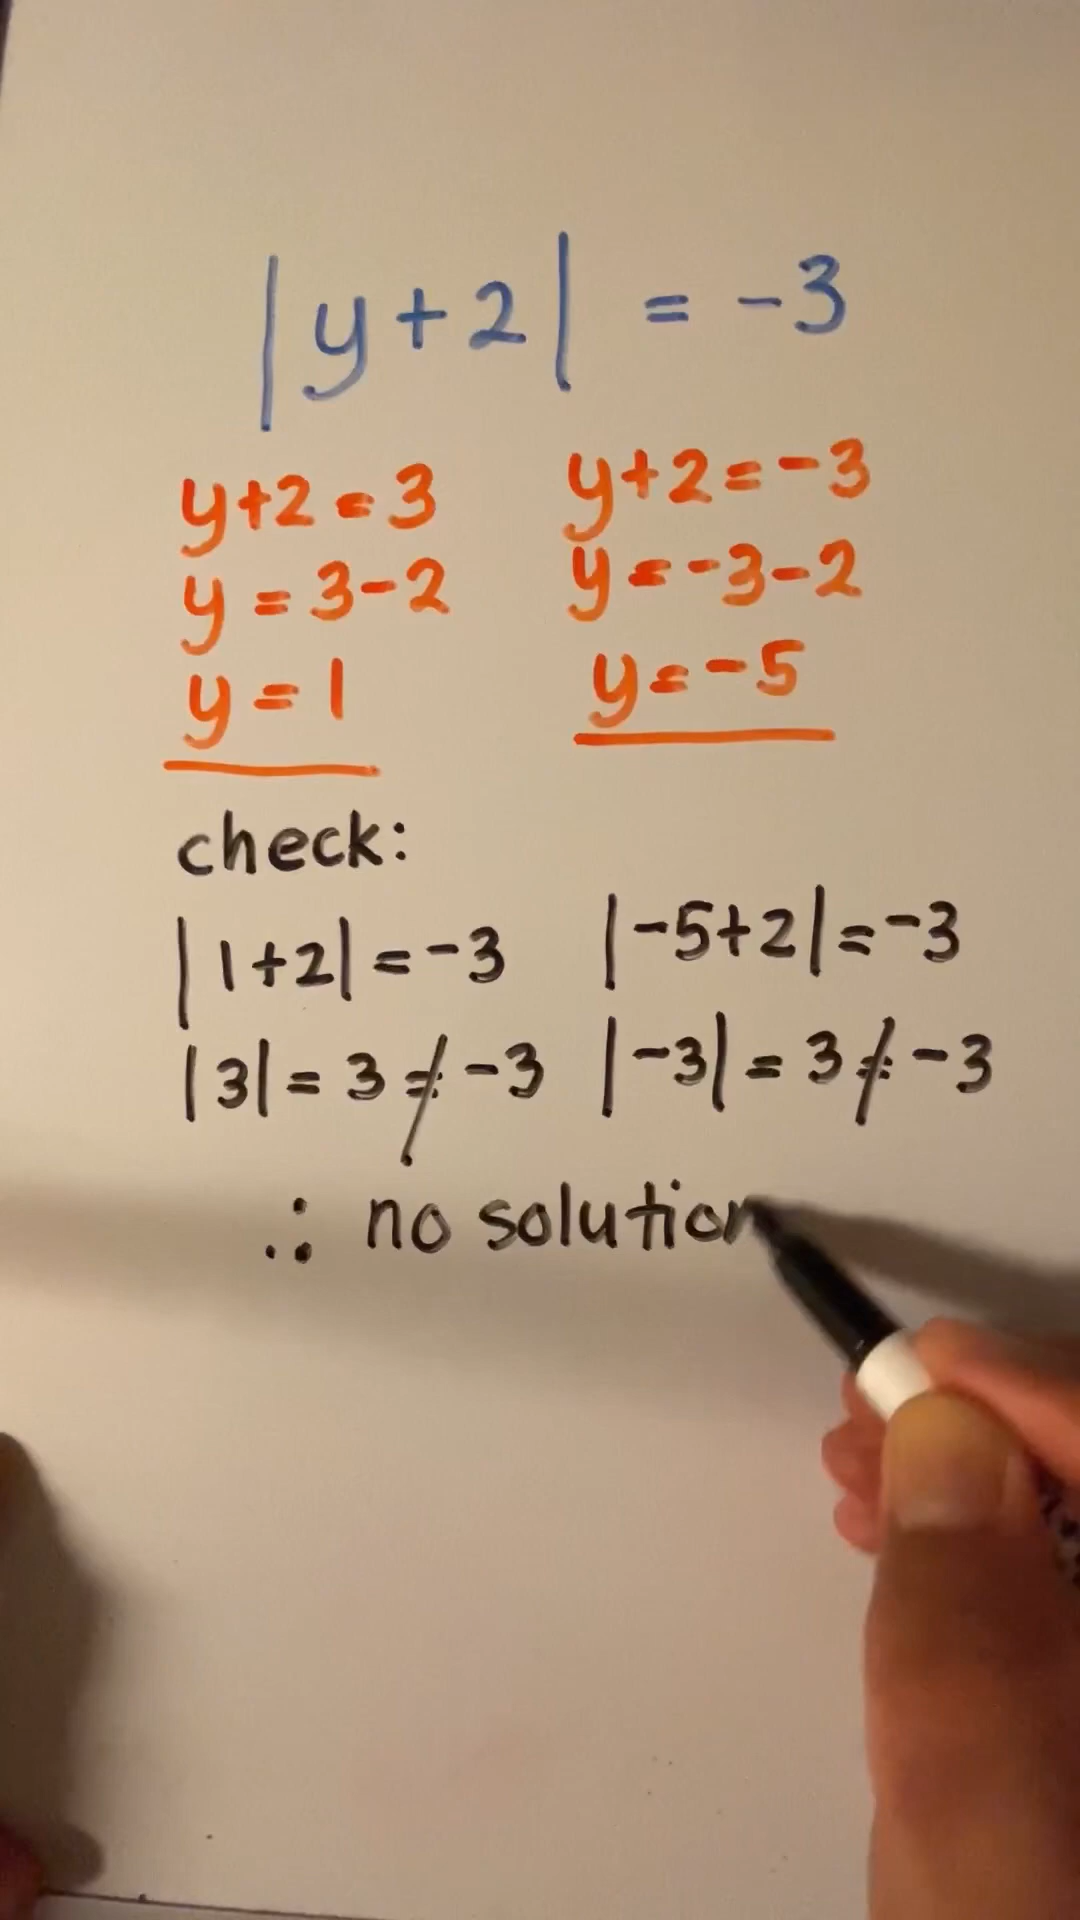 |y+2| = -3
y+2=3 y+2=-3
y=3-2 y=-3-2
y=1 y=-5
check:
|1+2|=-3 |-5+2|=-3
|3|=3≠-3 |-3|=3≠-3
∴ no solution